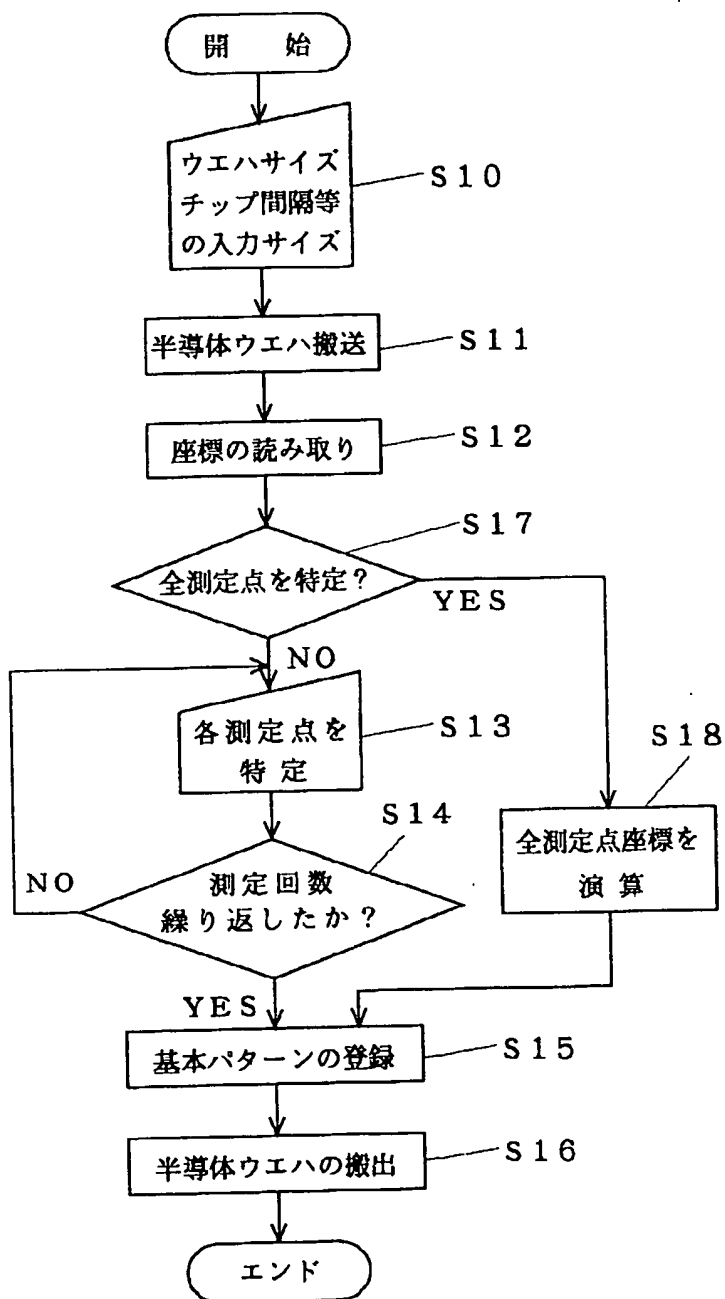 開 始
ウエハサイズ
チップ間隔等
の入力サイズ
S10
半導体ウエハ搬送
S11
座標の読み取り
S12
S17
全測定点を特定?
YES
NO
各測定点を
特定
S13
S18
全測定点座標を
演算
S14
測定回数
繰り返したか?
NO
YES
基本パターンの登録
S15
半導体ウエハの搬出
S16
エンド